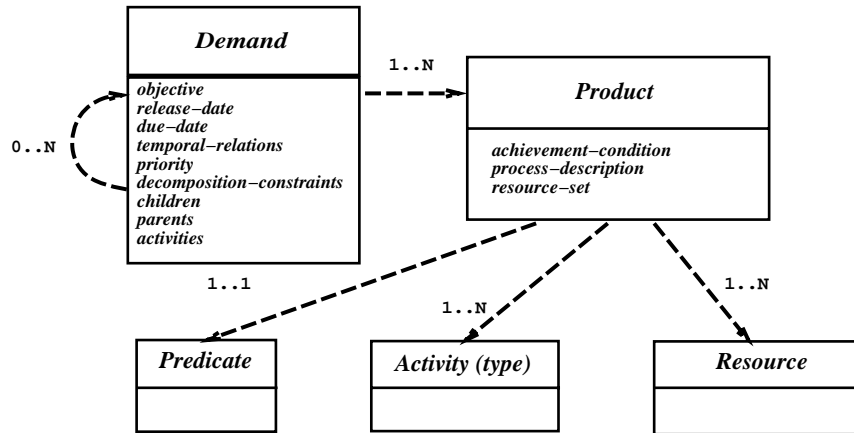 Demand
objective
release-date
due-date
temporal-relations
priority
decomposition-constraints
children
parents
activities
0..N
1..N
Product
achievement-condition
process-description
resource-set
1..1
1..N
1..N
Predicate
Activity (type)
Resource